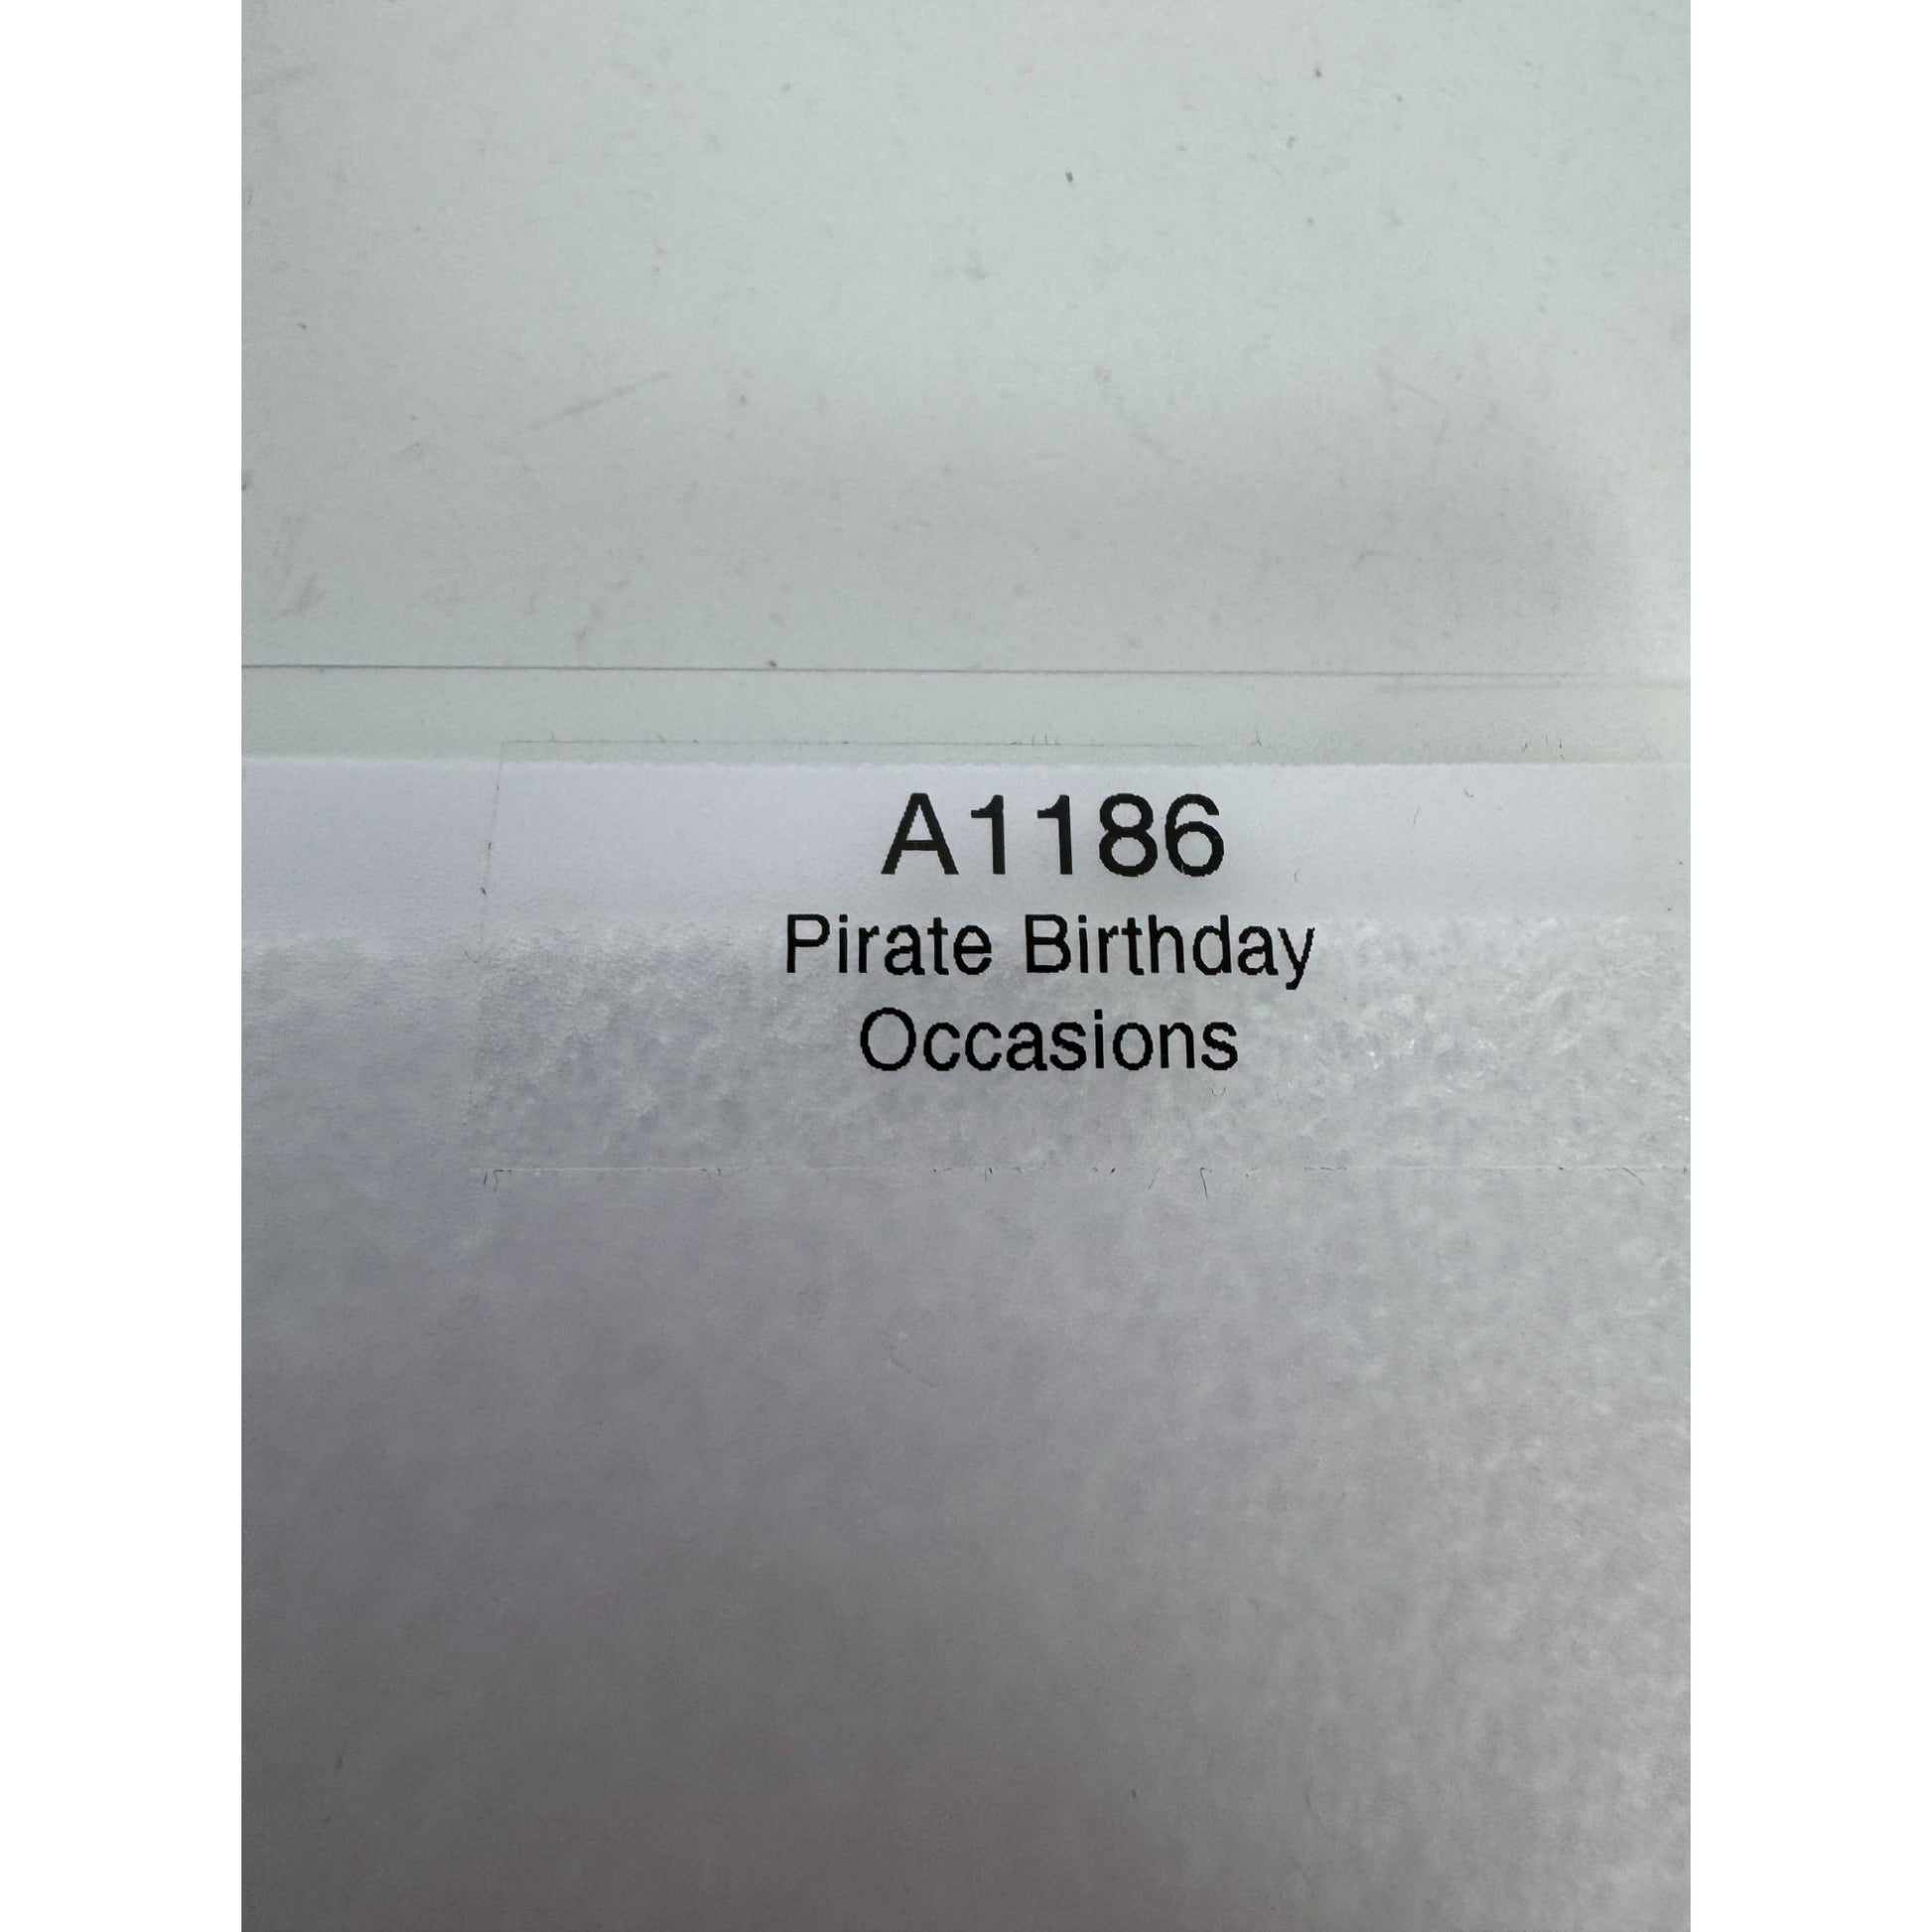 A1186
Pirate Birthday
Occasions